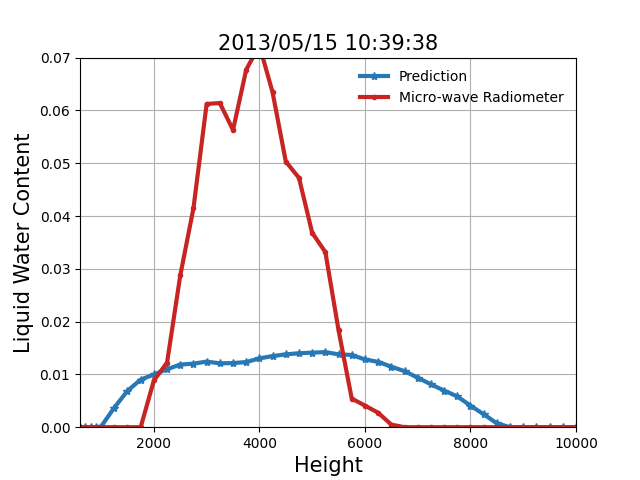 2013/05/15 10:39:38
0.07
0.06
0.05
0.04
0.03
0.02
0.01
0.00
Liquid Water Content
Prediction
Micro-wave Radiometer
2000 4000 6000 8000 10000
Height